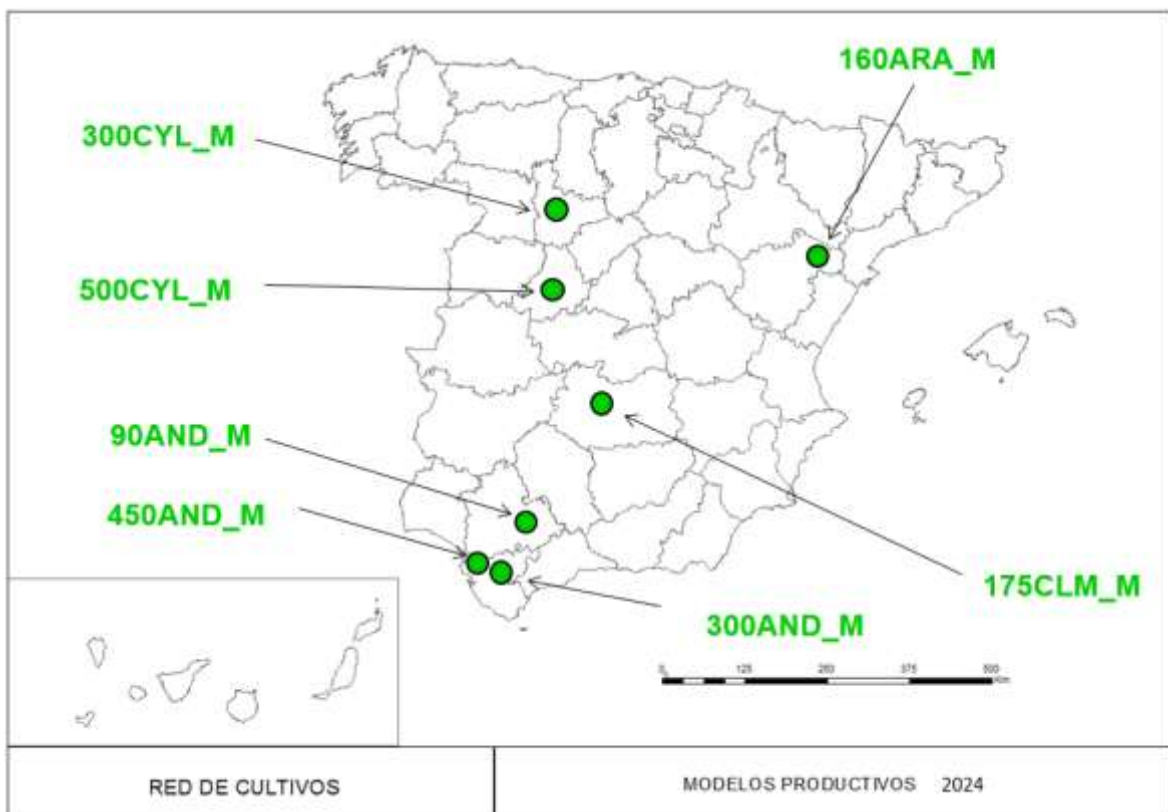 160ARA_M
300CYL_M
500CYL_M
90AND_M
450AND_M
175CLM_M
300AND_M
0 125 250 375 500
RED DE CULTIVOS
MODELOS PRODUCTIVOS 2024